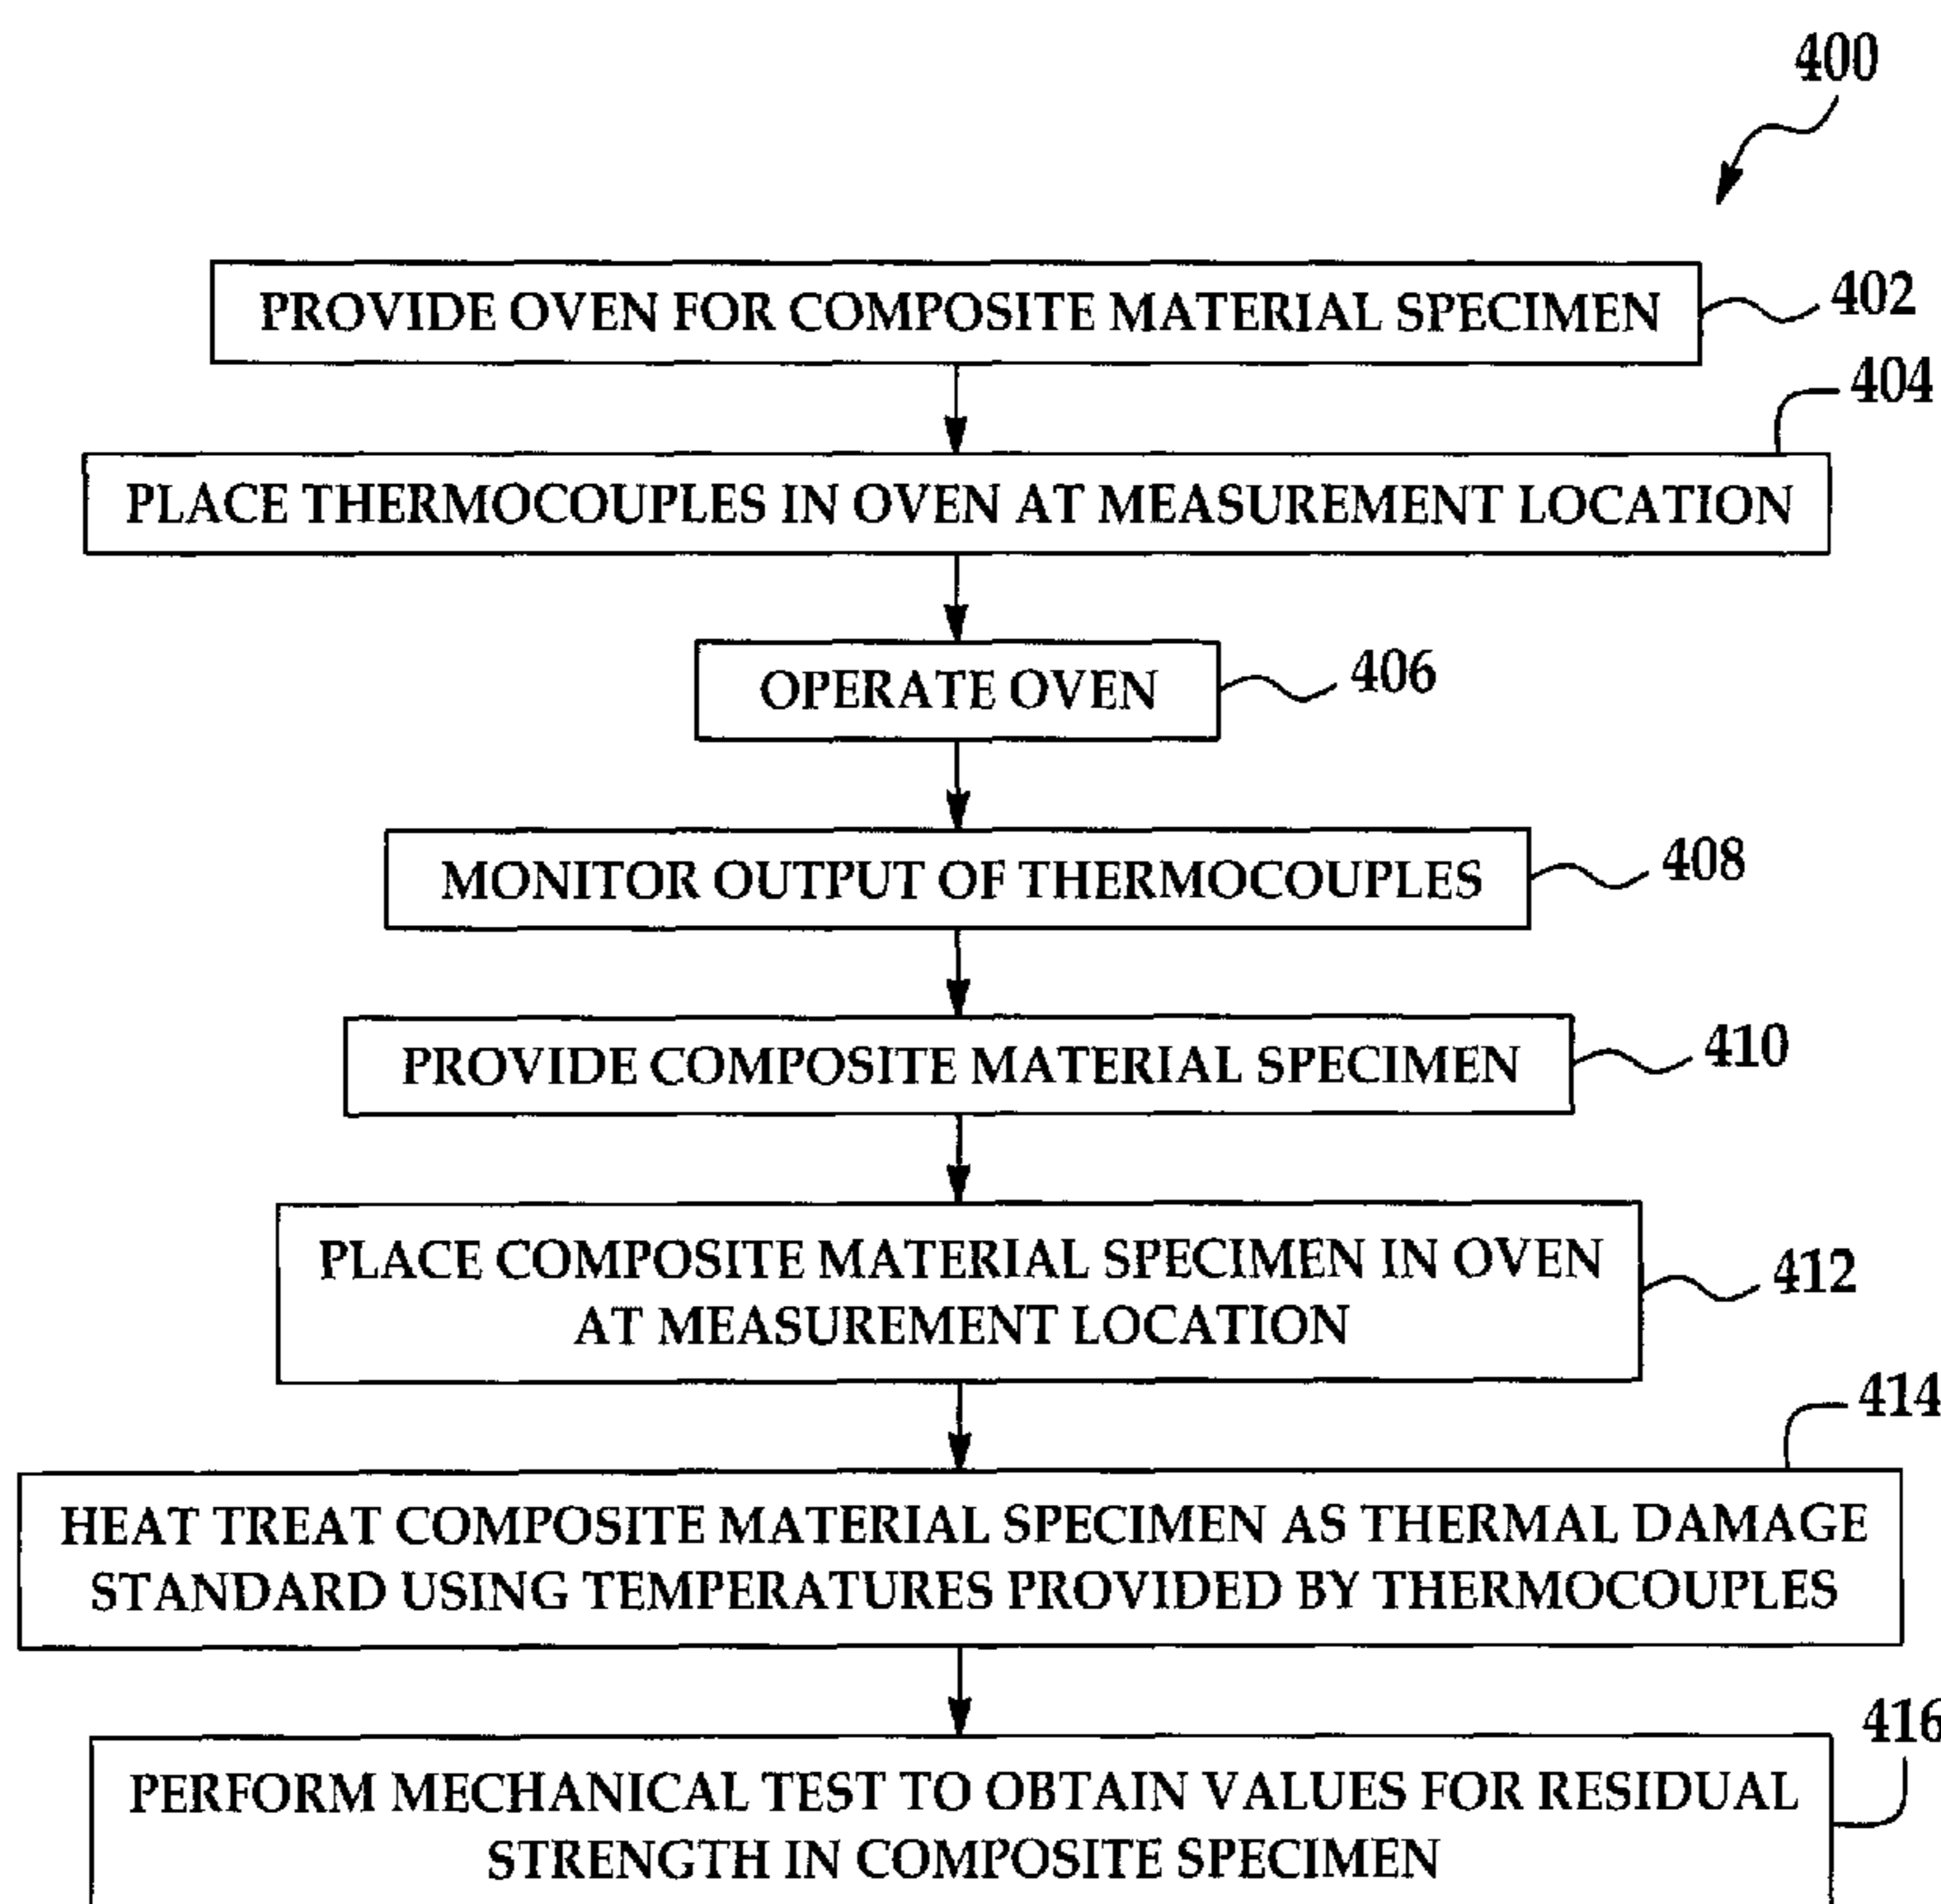 400
PROVIDE OVEN FOR COMPOSITE MATERIAL SPECIMEN
402
404
PLACE THERMOCOUPLES IN OVEN AT MEASUREMENT LOCATION
OPERATE OVEN
406
MONITOR OUTPUT OF THERMOCOUPLES
408
PROVIDE COMPOSITE MATERIAL SPECIMEN
410
PLACE COMPOSITE MATERIAL SPECIMEN IN OVEN
AT MEASUREMENT LOCATION
412
414
HEAT TREAT COMPOSITE MATERIAL SPECIMEN AS THERMAL DAMAGE
STANDARD USING TEMPERATURES PROVIDED BY THERMOCOUPLES
416
PERFORM MECHANICAL TEST TO OBTAIN VALUES FOR RESIDUAL
STRENGTH IN COMPOSITE SPECIMEN